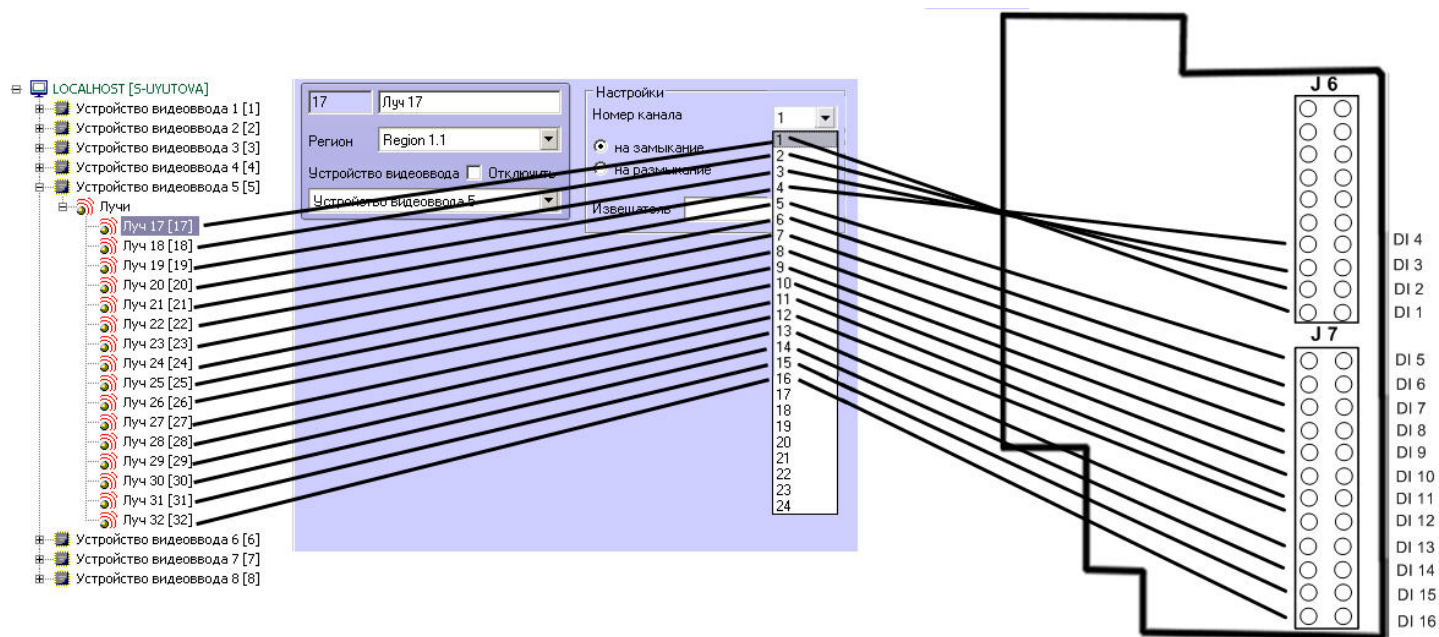 LOCALHOST [S-UYUTOVA]
Устройство видеоввода 1 [1]
Устройство видеоввода 2 [2]
Устройство видеоввода 3 [3]
Устройство видеоввода 4 [4]
Устройство видеоввода 5 [5]
Лучи
Луч 17 [17]
Луч 18 [18]
Луч 19 [19]
Луч 20 [20]
Луч 21 [21]
Луч 22 [22]
Луч 23 [23]
Луч 24 [24]
Луч 25 [25]
Луч 26 [26]
Луч 27 [27]
Луч 28 [28]
Луч 29 [29]
Луч 30 [30]
Луч 31 [31]
Луч 32 [32]
Устройство видеоввода 6 [6]
Устройство видеоввода 7 [7]
Устройство видеоввода 8 [8]
17 Луч 17
Регион Region 1.1
Устройство видеоввода Отключить
Устройство видеоввода 5
Настройки
Номер канала 1
на замыкание
на размыкание
Извещатель
1
2
3
4
5
6
7
8
9
10
11
12
13
14
15
16
17
18
19
20
21
22
23
24
J 6
DI 4
DI 3
DI 2
DI 1
J 7
DI 5
DI 6
DI 7
DI 8
DI 9
DI 10
DI 11
DI 12
DI 13
DI 14
DI 15
DI 16